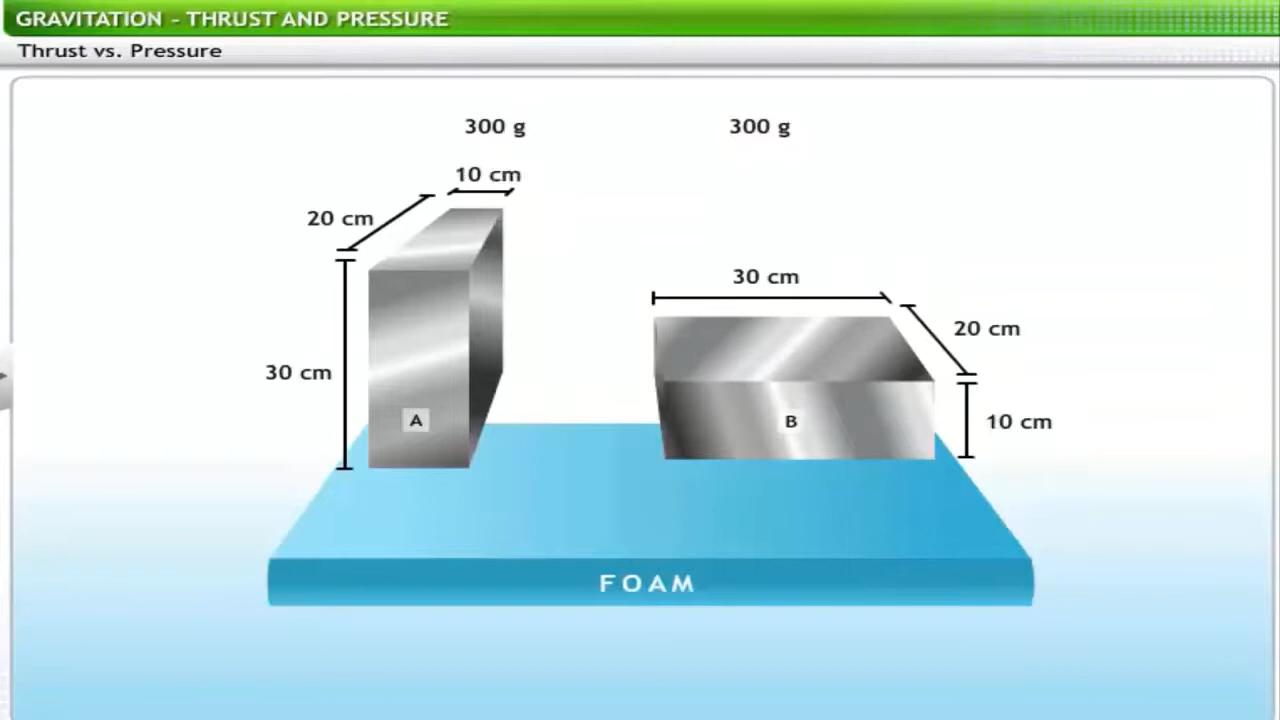 GRAVITATION - THRUST AND PRESSURE
Thrust vs. Pressure
300 g
300 g
10 cm
20 cm
30 cm
A
30 cm
20 cm
10 cm
B
FOAM